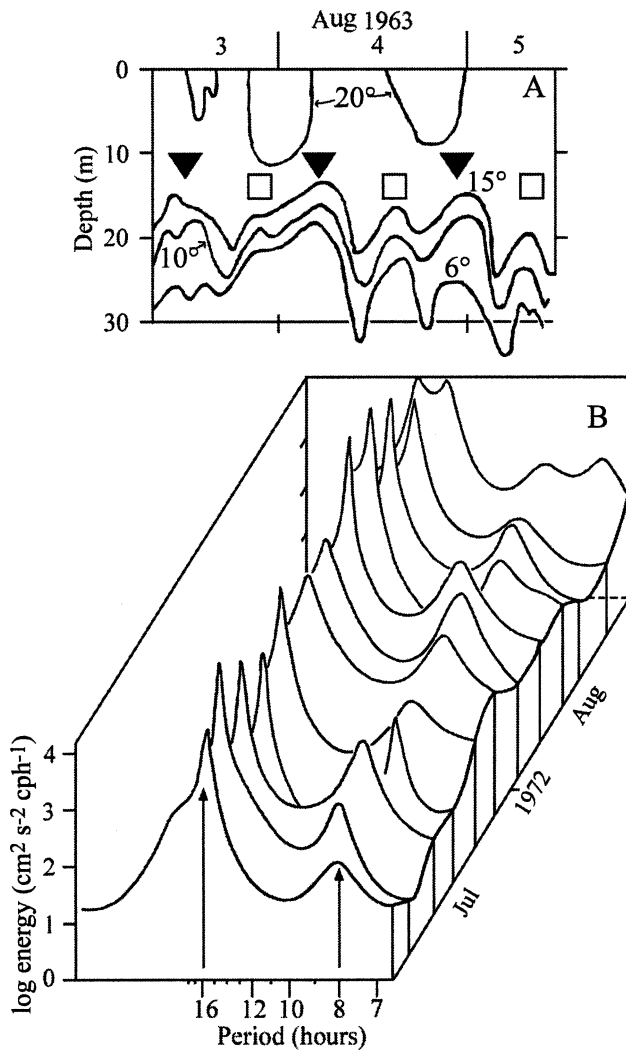 Aug 1963
3 4 5
A
0
10
20
30
Depth (m)
20°
15°
10°
6°
B
log energy (cm² s⁻² cph⁻¹)
4
3
2
1
0
16 12 10 8 7
Period (hours)
Jul
1972
Aug